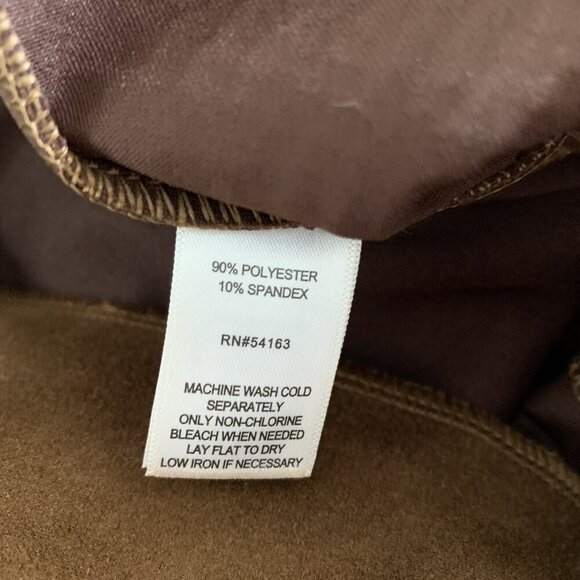 90% POLYESTER
10% SPANDEX
RN#54163
MACHINE WASH COLD
SEPARATELY
ONLY NON-CHLORINE
BLEACH WHEN NEEDED
LAY FLAT TO DRY
LOW IRON IF NECESSARY